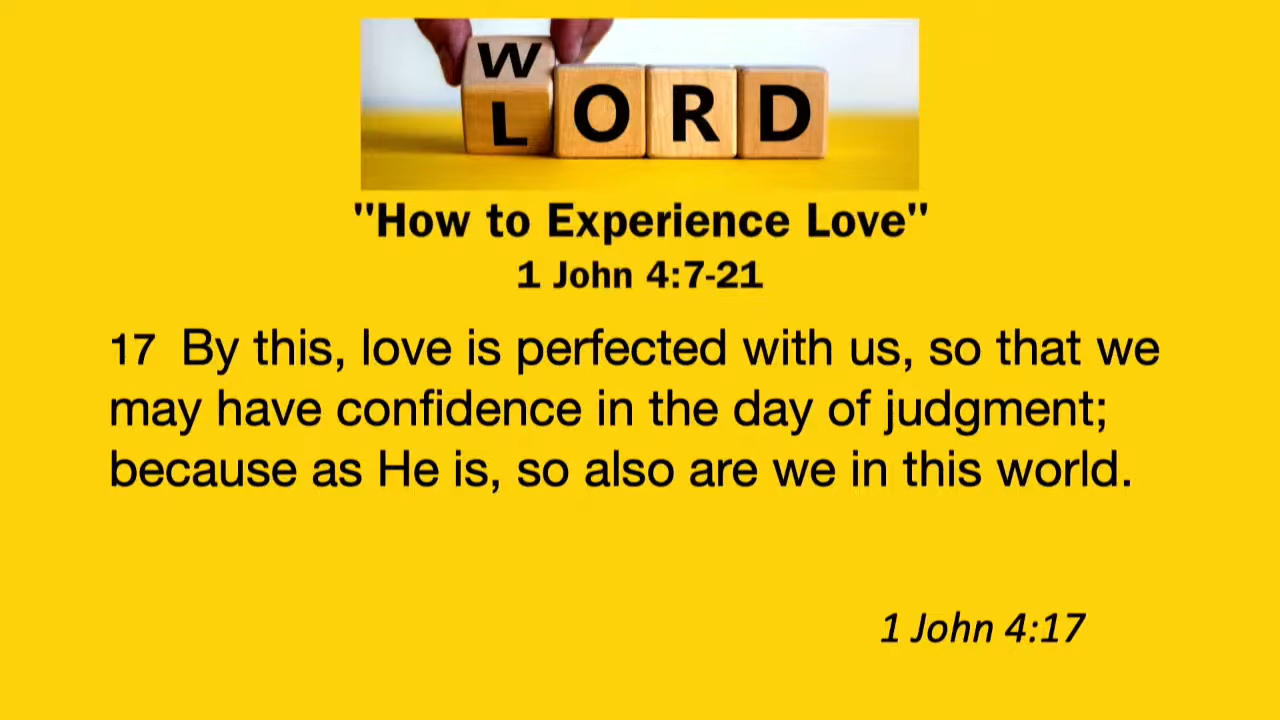 W
LORD
"How to Experience Love"
1 John 4:7-21
17 By this, love is perfected with us, so that we
may have confidence in the day of judgment;
because as He is, so also are we in this world.
1 John 4:17